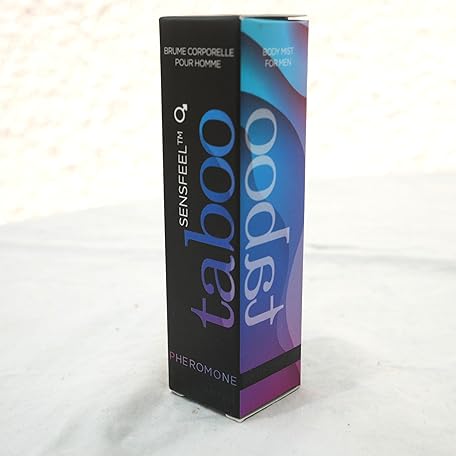 BRUME CORPORELLE
POUR HOMME
SENSFEEL™
taboo
PHEROMONE
BODY MIST
FOR MEN
taboo